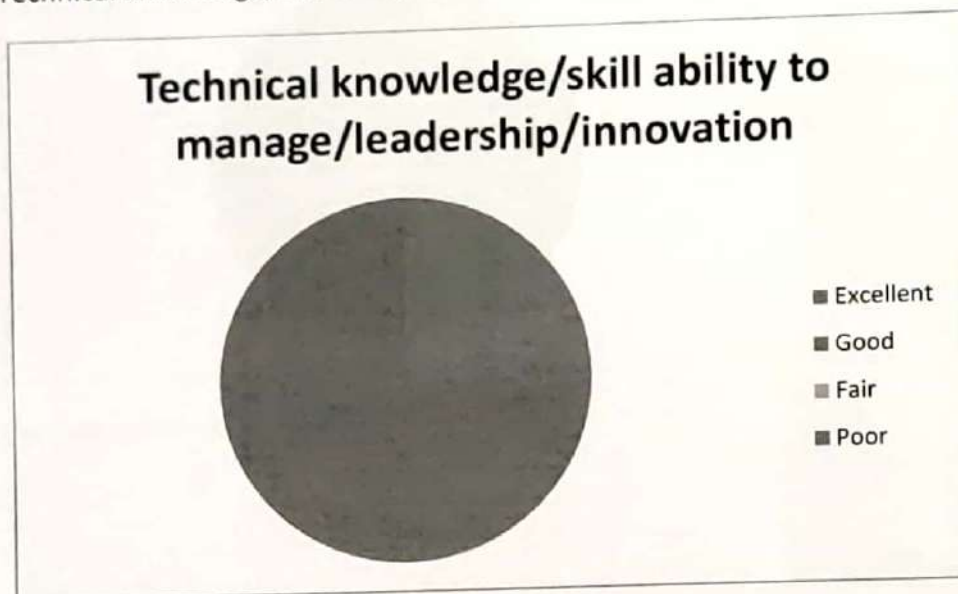 Technical knowledge/skill ability to
manage/leadership/innovation
Excellent
Good
Fair
Poor